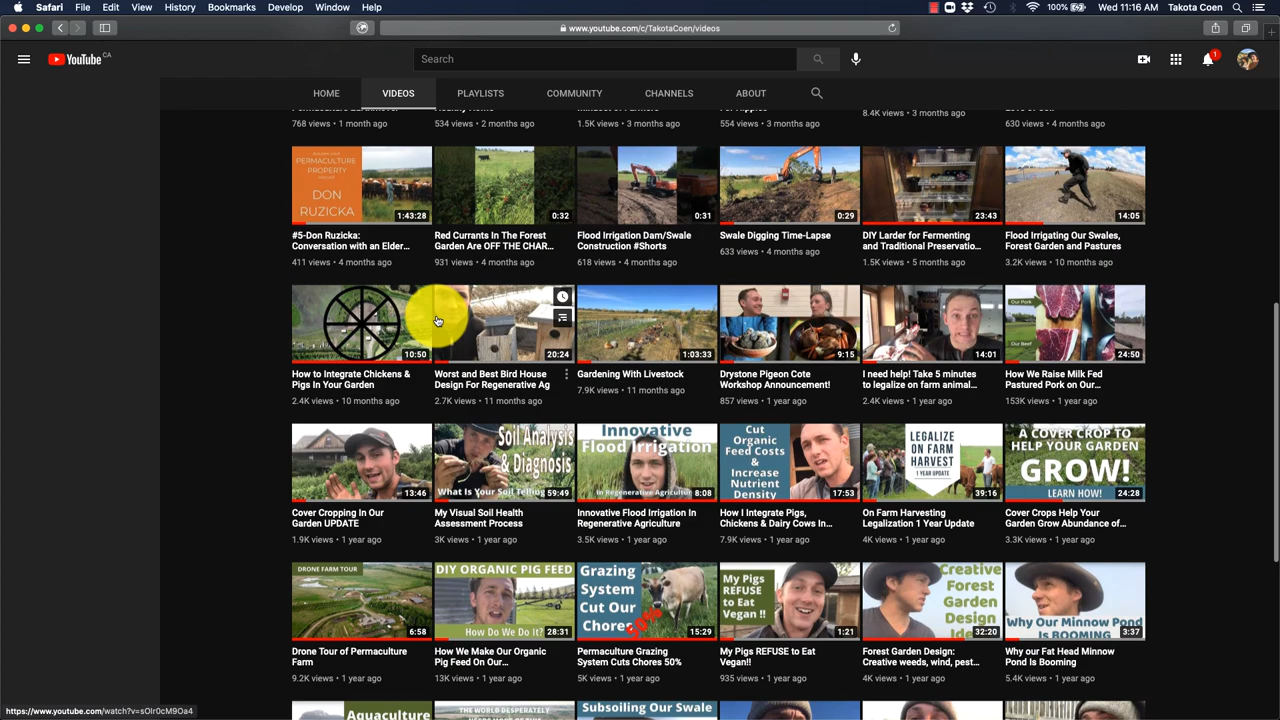 Safari File Edit View History Bookmarks Develop Window Help 100% Wed 11:16 AM Takota Coen
www.youtube.com/c/TakotaCoen/videos
YouTube CA Search 1
HOME VIDEOS PLAYLISTS COMMUNITY CHANNELS ABOUT
768 views • 1 month ago
534 views • 2 months ago
1.5K views • 3 months ago
554 views • 3 months ago
8.4K views • 3 months ago
630 views • 4 months ago
PERMACULTURE
PROPERTY
DON
RUZICKA
1:43:28
#5-Don Ruzicka:
Conversation with an Elder...
411 views • 4 months ago
0:32
Red Currants In The Forest
Garden Are OFF THE CHAR...
931 views • 4 months ago
0:31
Flood Irrigation Dam/Swale
Construction #Shorts
618 views • 4 months ago
0:29
Swale Digging Time-Lapse
633 views • 4 months ago
23:43
DIY Larder for Fermenting
and Traditional Preservatio...
1.5K views • 5 months ago
14:05
Flood Irrigating Our Swales,
Forest Garden and Pastures
3.2K views • 10 months ago
10:50
How to Integrate Chickens &
Pigs In Your Garden
2.4K views • 10 months ago
20:24
Worst and Best Bird House
Design For Regenerative Ag
2.7K views • 11 months ago
1:03:33
Gardening With Livestock
7.9K views • 11 months ago
9:15
Drystone Pigeon Cote
Workshop Announcement!
857 views • 1 year ago
14:01
I need help! Take 5 minutes
to legalize on farm animal...
2.4K views • 1 year ago
Our Pork
Our Beef
24:50
How We Raise Milk Fed
Pastured Pork on Our...
153K views • 1 year ago
13:46
Cover Cropping In Our
Garden UPDATE
1.9K views • 1 year ago
Soil Analysis
& Diagnosis
What Is Your Soil Telling
59:49
My Visual Soil Health
Assessment Process
3K views • 1 year ago
Innovative
Flood Irrigation
In Regenerative Agriculture
8:08
Innovative Flood Irrigation In
Regenerative Agriculture
3.5K views • 1 year ago
Cut
Organic
Feed Costs
&
Increase
Nutrient
Density
17:53
How I Integrate Pigs,
Chickens & Dairy Cows In...
7.9K views • 1 year ago
LEGALIZE
ON FARM
HARVEST
1 YEAR UPDATE
39:16
On Farm Harvesting
Legalization 1 Year Update
4K views • 1 year ago
A COVER CROP TO
HELP YOUR GARDEN
GROW!
LEARN HOW!
24:28
Cover Crops Help Your
Garden Grow Abundance of...
3.3K views • 1 year ago
DRONE FARM TOUR
6:58
Drone Tour of Permaculture
Farm
9.2K views • 1 year ago
DIY ORGANIC PIG FEED
How Do We Do It?
28:31
How We Make Our Organic
Pig Feed On Our...
13K views • 1 year ago
Grazing
System
Cut Our
Chores
50%
15:29
Permaculture Grazing
System Cuts Chores 50%
5K views • 1 year ago
My Pigs
REFUSE
to Eat
Vegan !!
1:21
My Pigs REFUSE to Eat
Vegan!!
935 views • 1 year ago
Creative
Forest
Garden
Design
32:20
Forest Garden Design:
Creative weeds, wind, pest...
4K views • 1 year ago
Why Our Minnow
Pond Is BOOMING
3:37
Why our Fat Head Minnow
Pond Is Booming
5.4K views • 1 year ago
Aquaculture
THE WORLD DESPERATELY
Subsoiling Our Swale
https://www.youtube.com/watch?v=sOIr0cM9Oa4